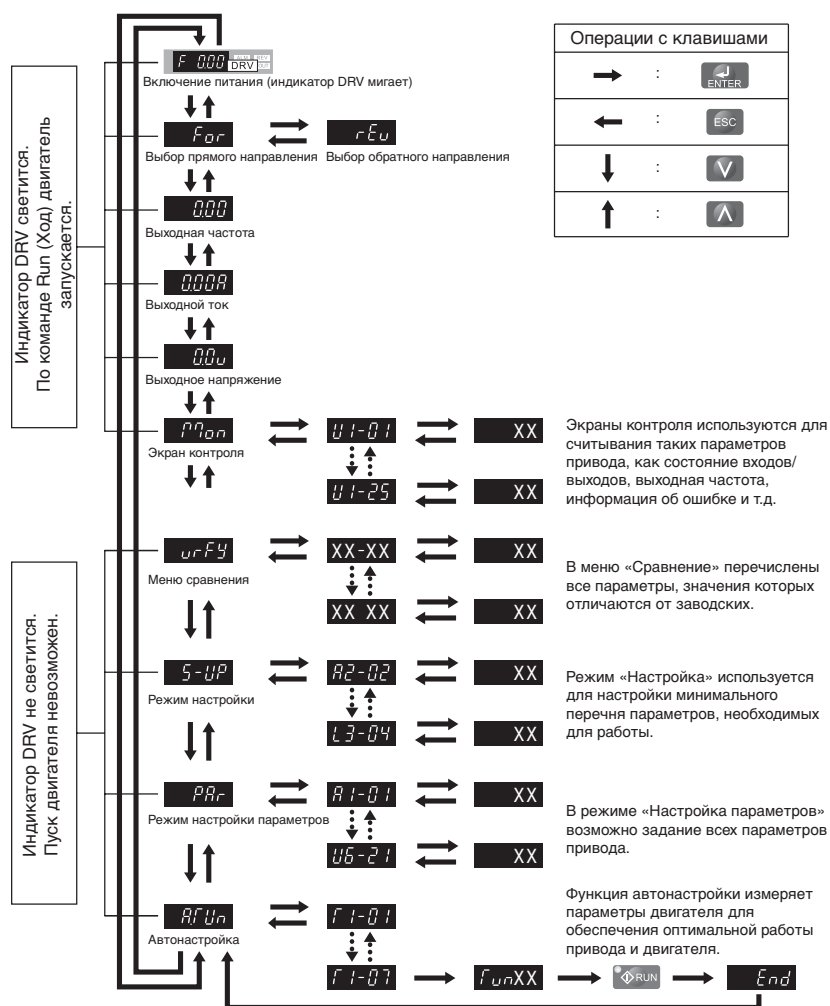 Операции с клавишами
→ : ENTER
← : ESC
↓ : V
↑ : Λ
Индикатор DRV светится.
По команде Run (Ход) двигатель
запускается.
F 0.00 DRV
Включение питания (индикатор DRV мигает)
For rEv
Выбор прямого направления Выбор обратного направления
0.00
Выходная частота
0.00A
Выходной ток
0.0v
Выходное напряжение
Mon U1-01 XX
Экран контроля
U1-25 XX
Экраны контроля используются для
считывания таких параметров
привода, как состояние входов/
выходов, выходная частота,
информация об ошибке и т.д.
Индикатор DRV не светится.
Пуск двигателя невозможен.
vrFY XX-XX XX
Меню сравнения
XX XX XX
В меню «Сравнение» перечислены
все параметры, значения которых
отличаются от заводских.
S-UP A2-02 XX
Режим настройки
L3-04 XX
Режим «Настройка» используется
для настройки минимального
перечня параметров, необходимых
для работы.
PAr A1-01 XX
Режим настройки параметров
U6-21 XX
В режиме «Настройка параметров»
возможно задание всех параметров
привода.
A.TUn T1-01
Автонастройка
T1-07 TunXX RUN End
Функция автонастройки измеряет
параметры двигателя для
обеспечения оптимальной работы
привода и двигателя.